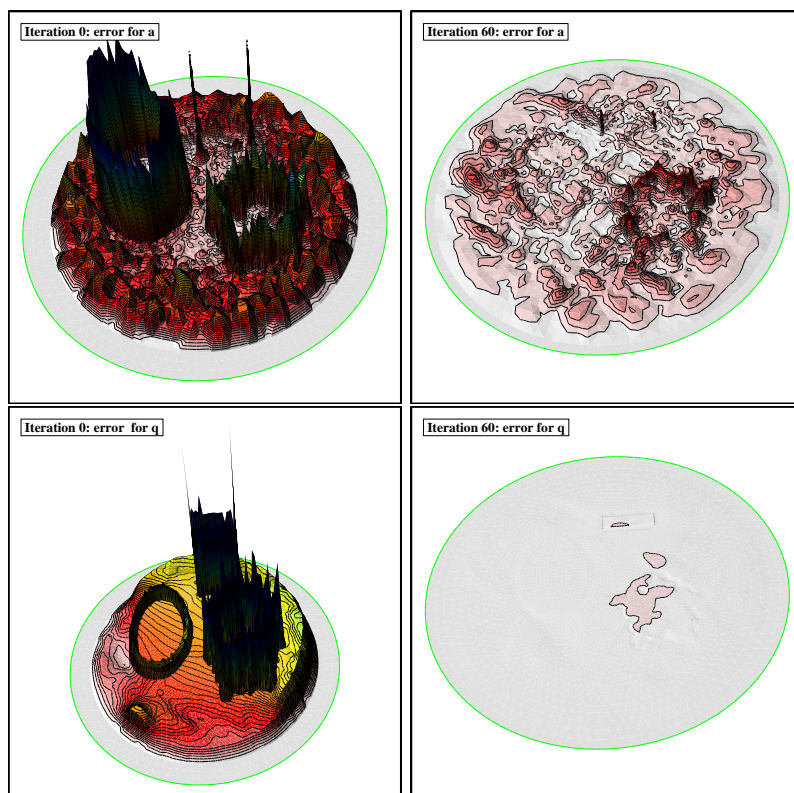 Iteration 0: error for a
Iteration 60: error for a
Iteration 0: error for q
Iteration 60: error for q